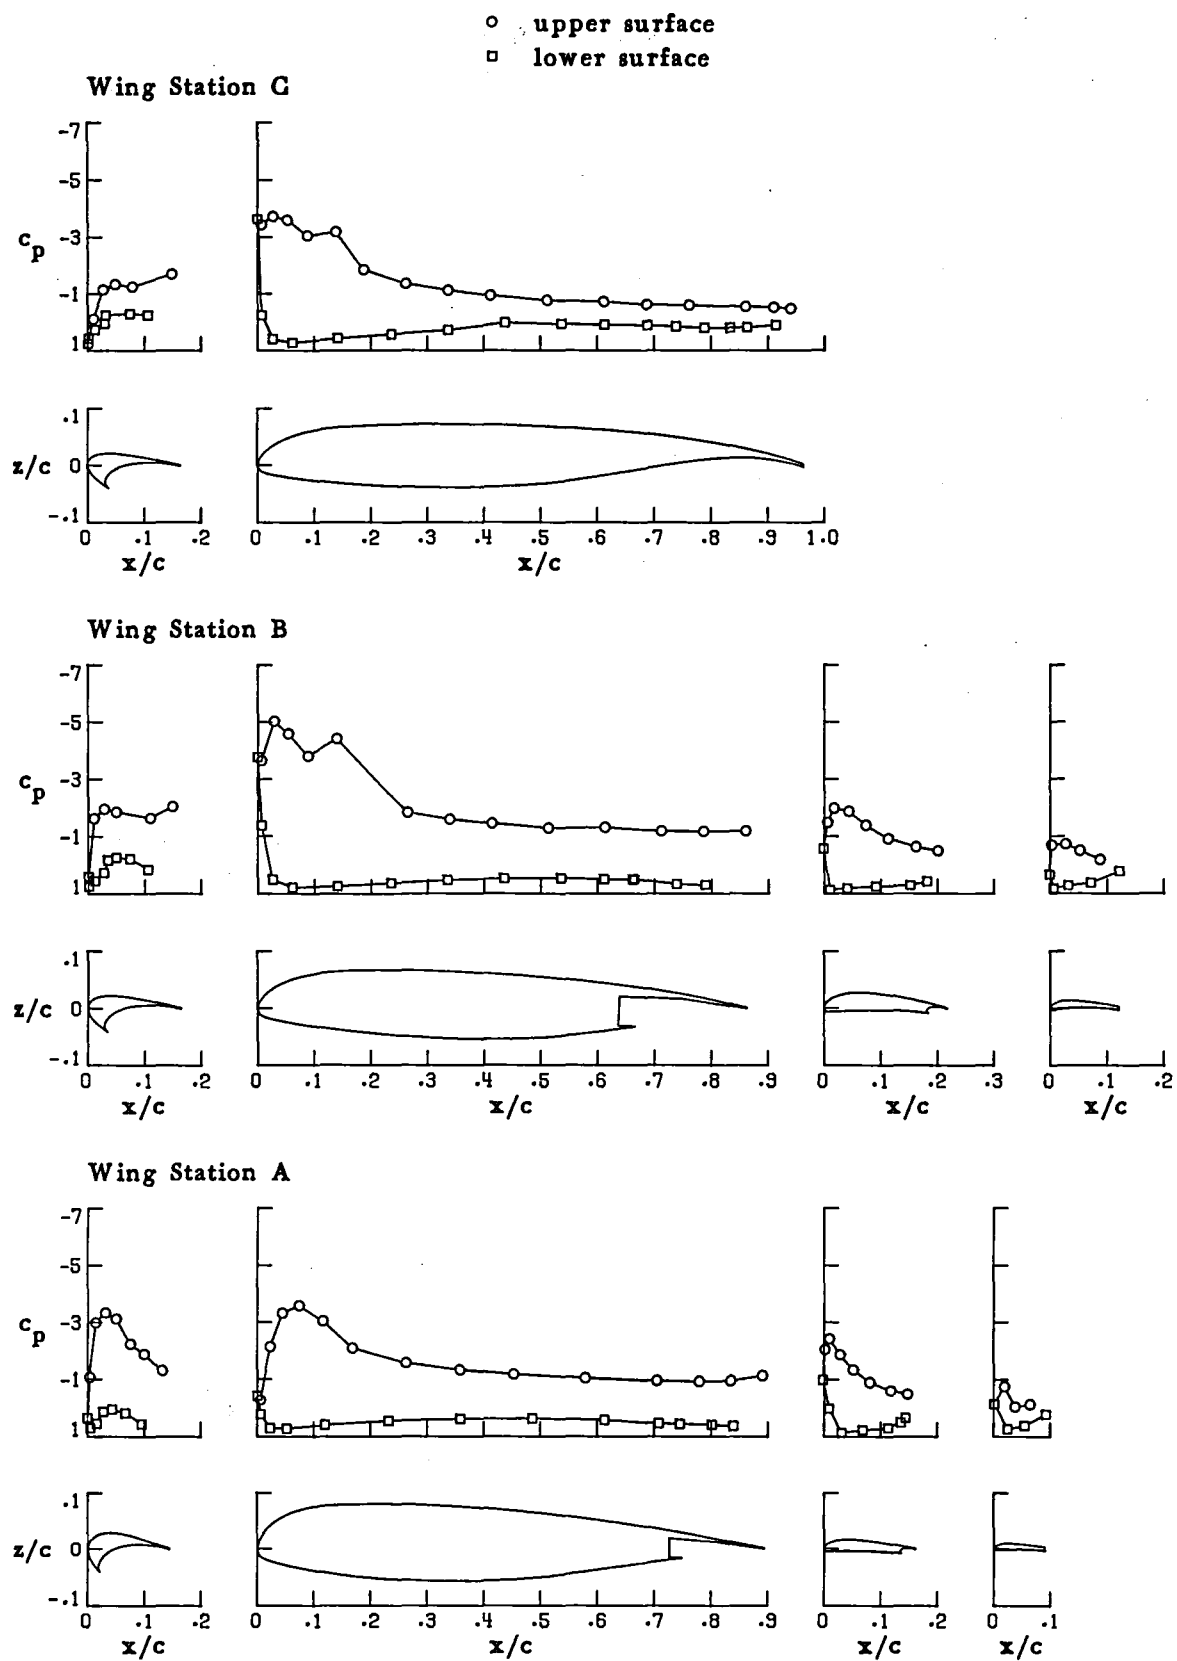 upper surface
lower surface
Wing Station C
-7
-5
-3
-1
1
c_p
.1
0
-.1
z/c
0 .1 .2
x/c
0 .1 .2 .3 .4 .5 .6 .7 .8 .9 1.0
x/c
Wing Station B
-7
-5
-3
-1
1
c_p
.1
0
-.1
z/c
0 .1 .2
x/c
0 .1 .2 .3 .4 .5 .6 .7 .8 .9
x/c
0 .1 .2 .3
x/c
0 .1 .2
x/c
Wing Station A
-7
-5
-3
-1
1
c_p
.1
0
-.1
z/c
0 .1 .2
x/c
0 .1 .2 .3 .4 .5 .6 .7 .8 .9
x/c
0 .1 .2
x/c
0 .1
x/c